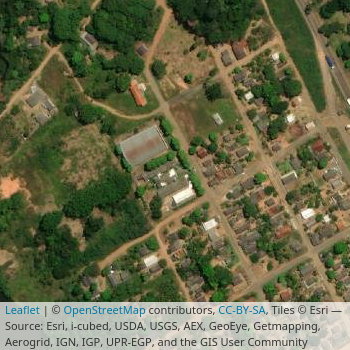 Leaflet | © OpenStreetMap contributors, CC-BY-SA, Tiles © Esri —
Source: Esri, i-cubed, USDA, USGS, AEX, GeoEye, Getmapping,
Aerogrid, IGN, IGP, UPR-EGP, and the GIS User Community